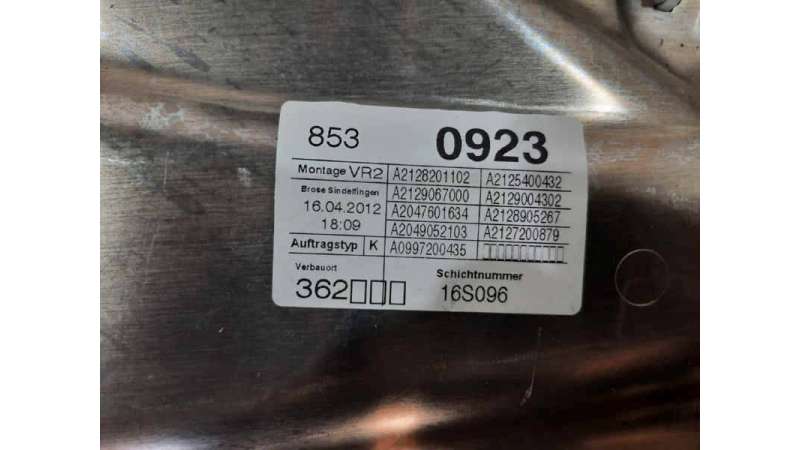 853 0923
Montage VR2 A2128201102 A2125400432
Brose Sindelfingen A2129067000 A2129004302
16.04.2012 A2047601634 A2128905267
18:09 A2049052103 A2127200879
Auftragstyp K A0997200435 □□□□□□□□□□□
Verbauort Schichtnummer
362□□□ 16S096